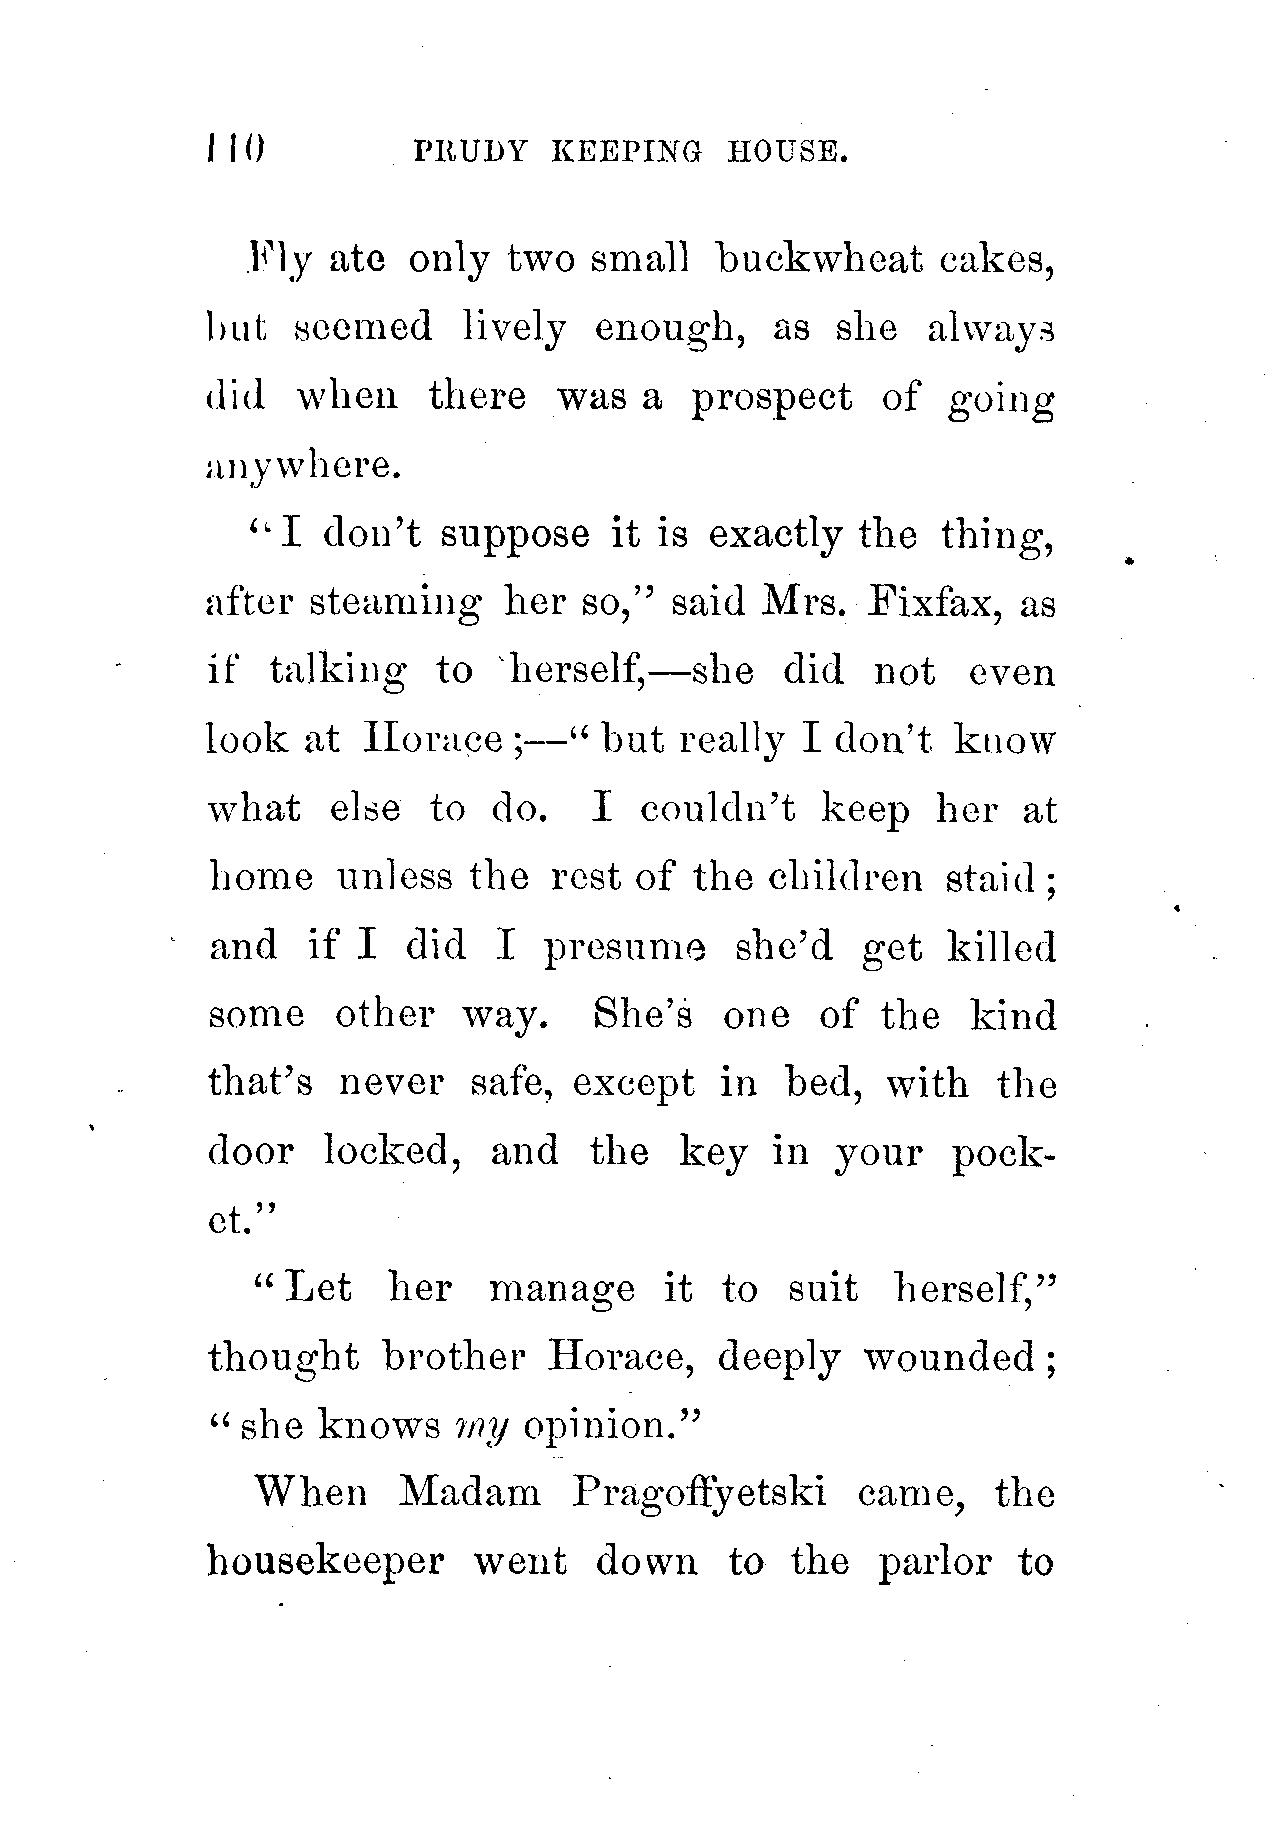 110 PRUDY KEEPING HOUSE.
Fly ate only two small buckwheat cakes,
but seemed lively enough, as she always
did when there was a prospect of going
anywhere.
“I don’t suppose it is exactly the thing,
after steaming her so,” said Mrs. Fixfax, as
if talking to herself,—she did not even
look at Horace;—“but really I don’t know
what else to do. I couldn’t keep her at
home unless the rest of the children staid;
and if I did I presume she’d get killed
some other way. She’s one of the kind
that’s never safe, except in bed, with the
door locked, and the key in your pock-
et.”
“Let her manage it to suit herself,”
thought brother Horace, deeply wounded;
“she knows my opinion.”
When Madam Pragoffyetski came, the
housekeeper went down to the parlor to